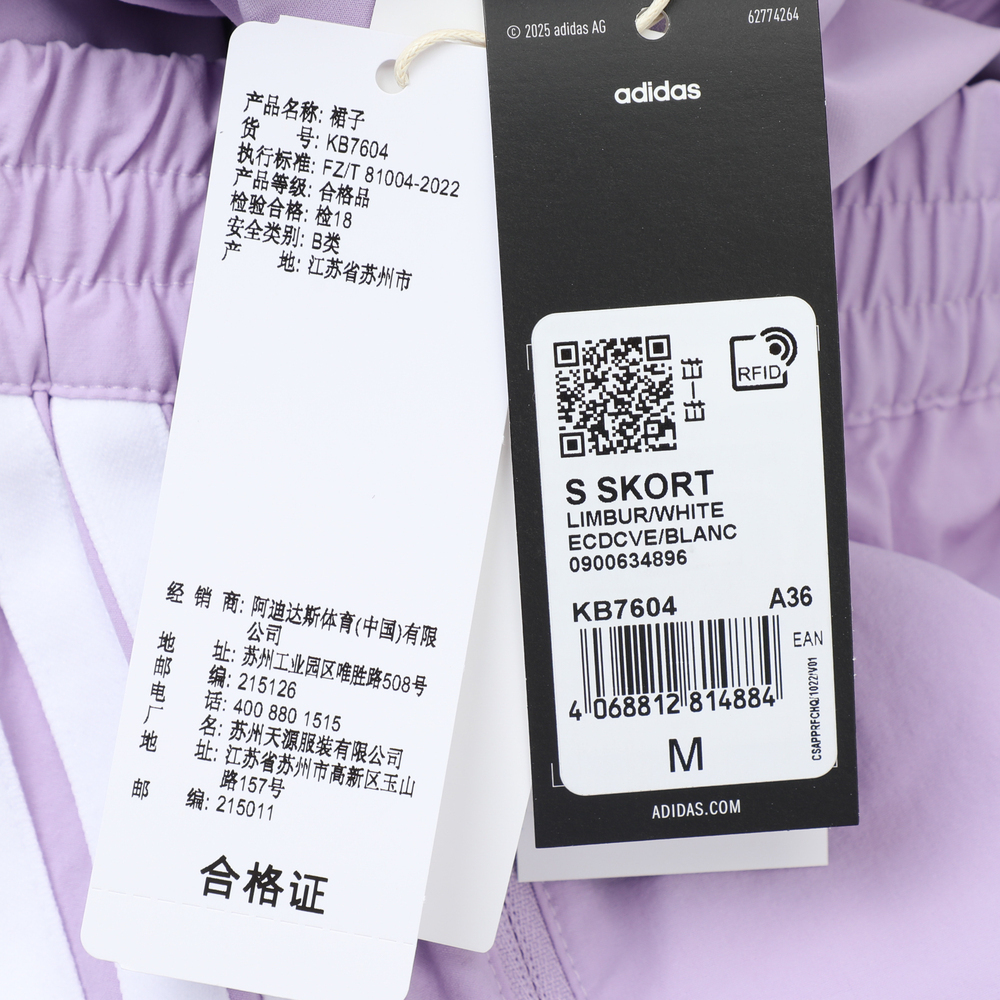 产品名称: 裙子
货 号: KB7604
执行标准: FZ/T 81004-2022
产品等级: 合格品
检验合格: 检18
安全类别: B类
产 地: 江苏省苏州市
经 销 商: 阿迪达斯体育(中国)有限
公司
地 址: 苏州工业园区唯胜路508号
邮 编: 215126
电 话: 400 880 1515
厂 名: 苏州天源服装有限公司
地 址: 江苏省苏州市高新区玉山
路157号
邮 编: 215011
合格证
© 2025 adidas AG
62774264
adidas
扫一扫
RFID
S SKORT
LIMBUR/WHITE
ECDCVE/BLANC
0900634896
KB7604 A36
EAN
4 068812 814884
CSAPPRFCHQ/1022/V01
M
ADIDAS.COM